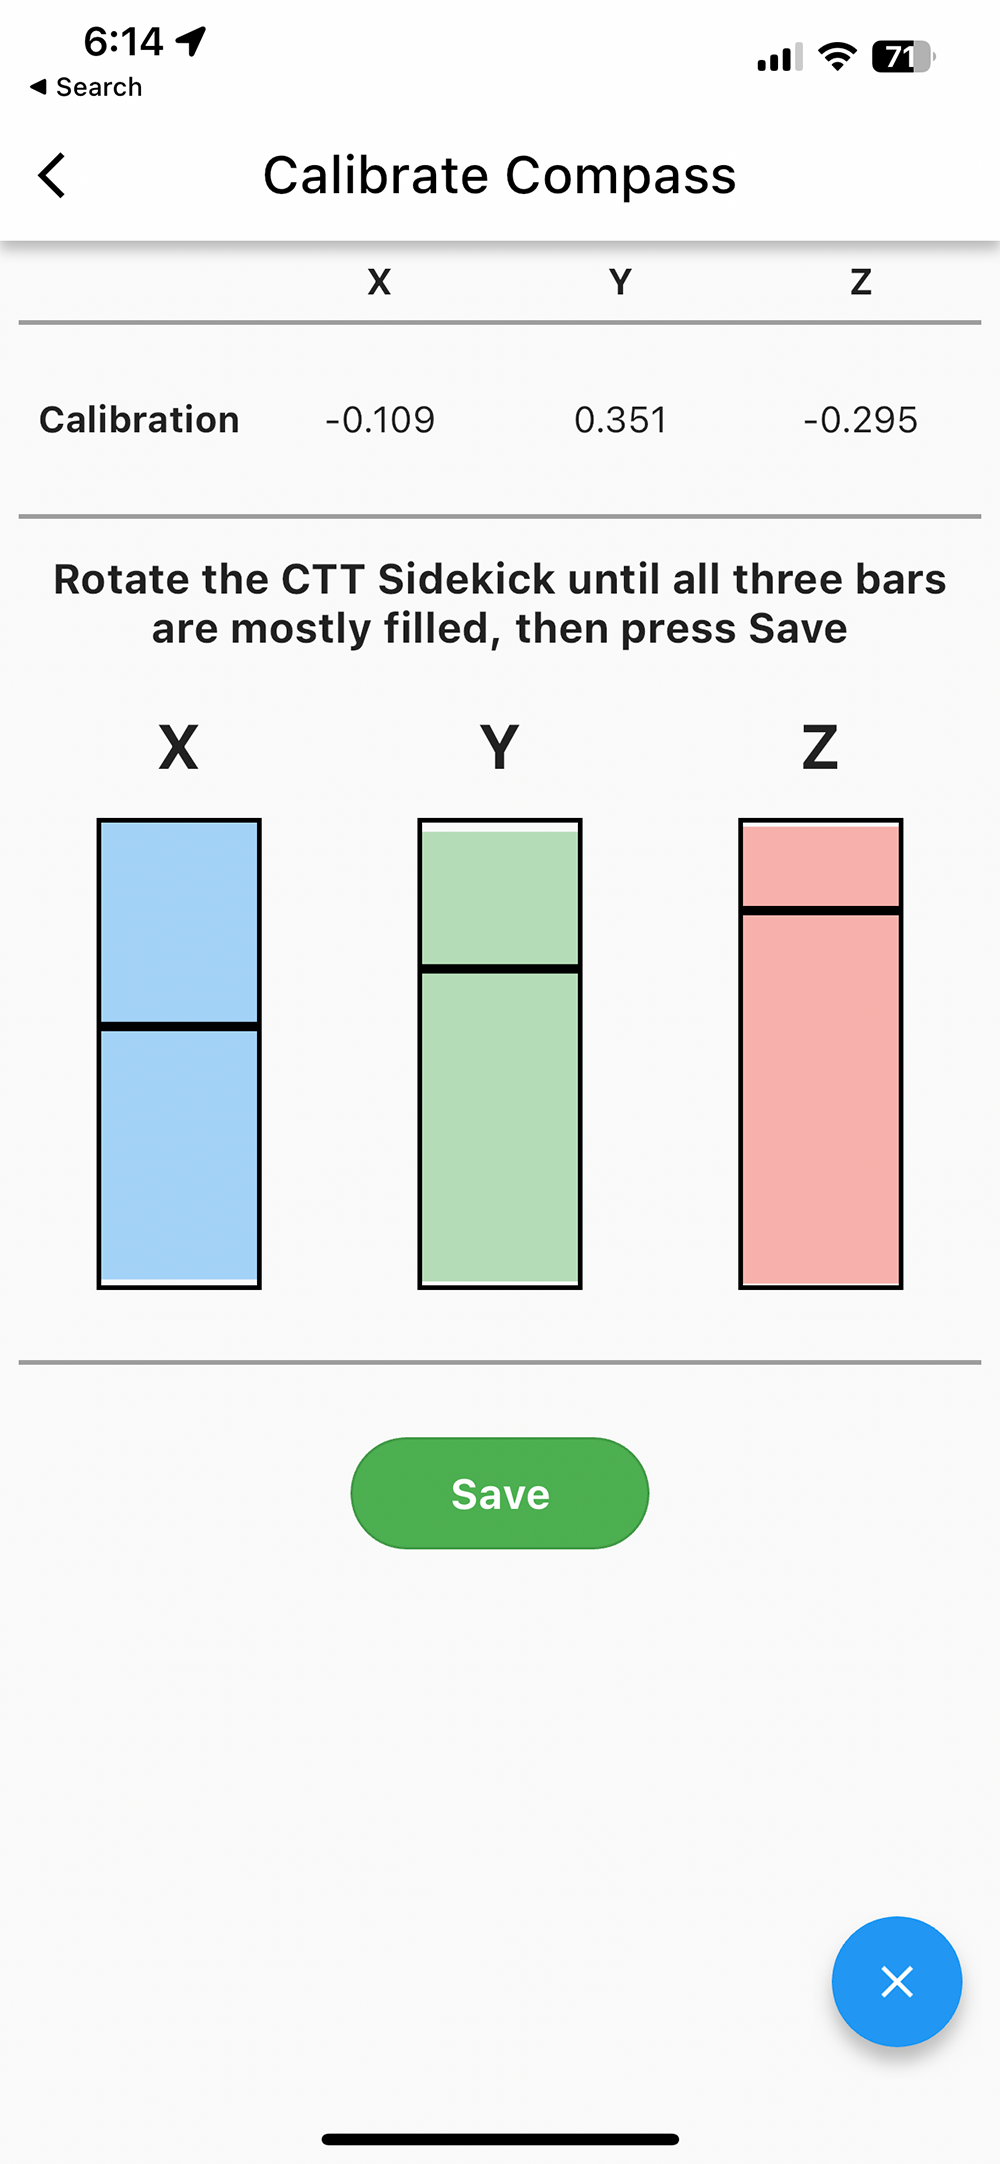 6:14
71
◀ Search
Calibrate Compass
X Y Z
Calibration -0.109 0.351 -0.295
Rotate the CTT Sidekick until all three bars
are mostly filled, then press Save
X Y Z
Save